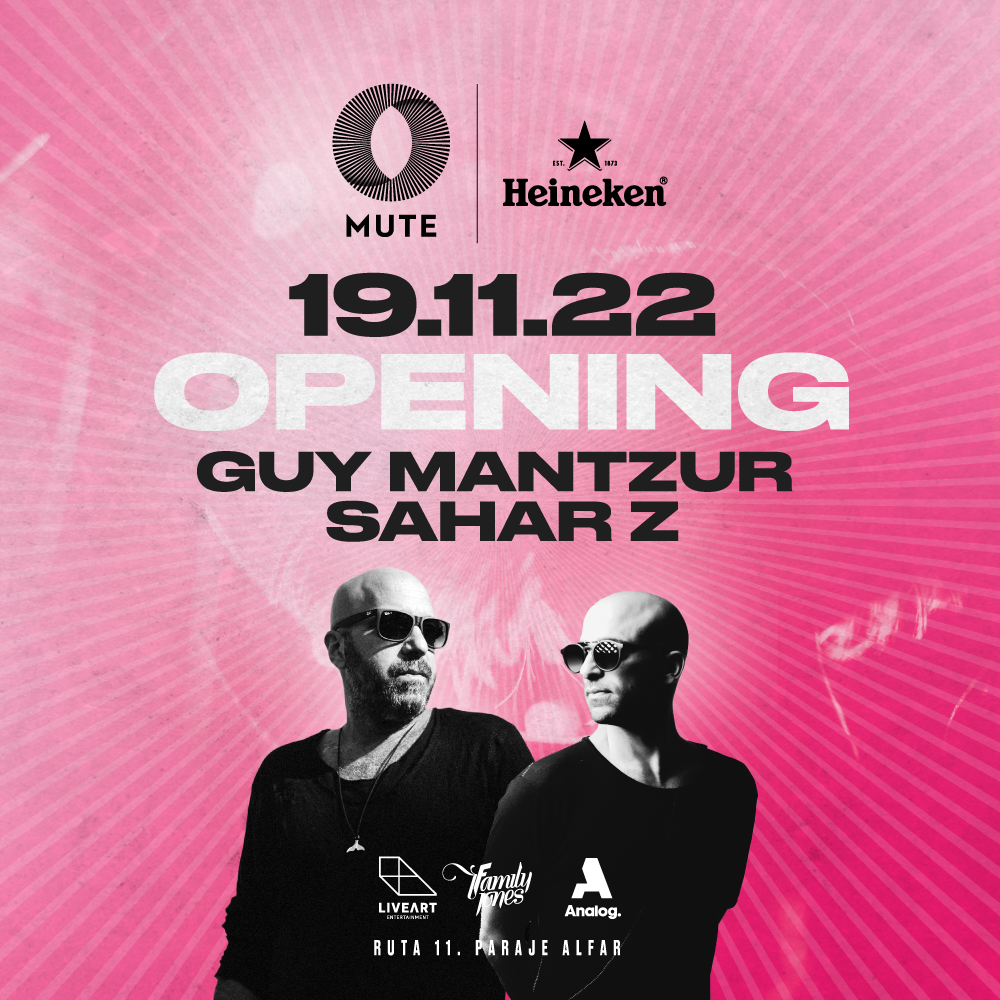 MUTE
EST. 1873
Heineken®
19.11.22
OPENING
GUY MANTZUR
SAHAR Z
LIVEART
ENTERTAINMENT
Family
Jones
Analog.
RUTA 11. PARAJE ALFAR